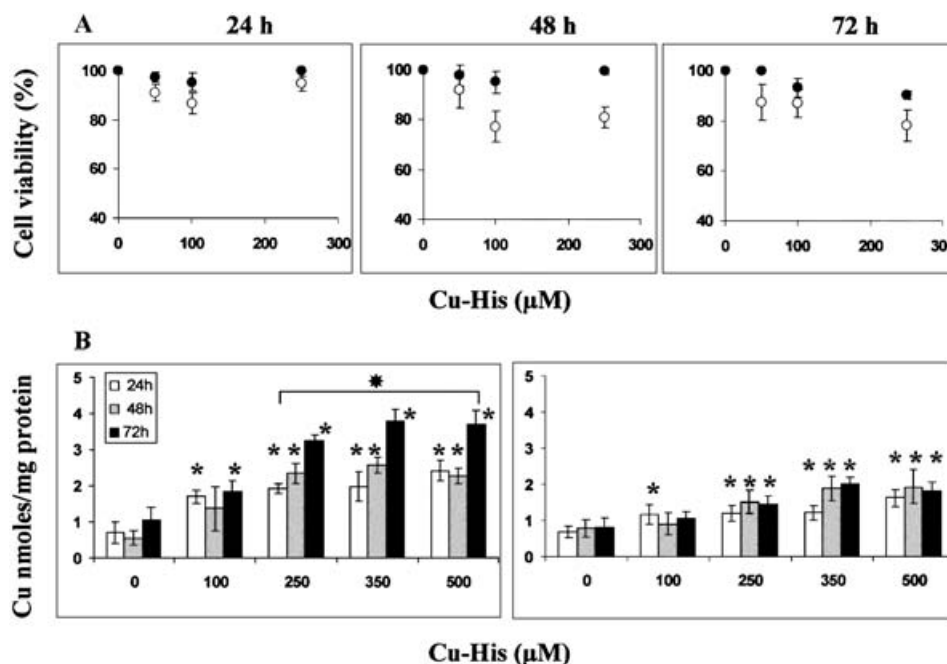 A
24 h 48 h 72 h
Cell viability (%)
100
80
60
40
0 100 200 300
100
80
60
40
0 100 200 300
100
80
60
40
0 100 200 30
Cu-His (µM)
B
Cu nmoles/mg protein
5
4
3
2
1
0
24h
48h
72h
*
* *
* * *
* * *
* * *
0 100 250 350 500
5
4
3
2
1
0
*
* * *
* * *
* * *
0 100 250 350 500
Cu-His (µM)